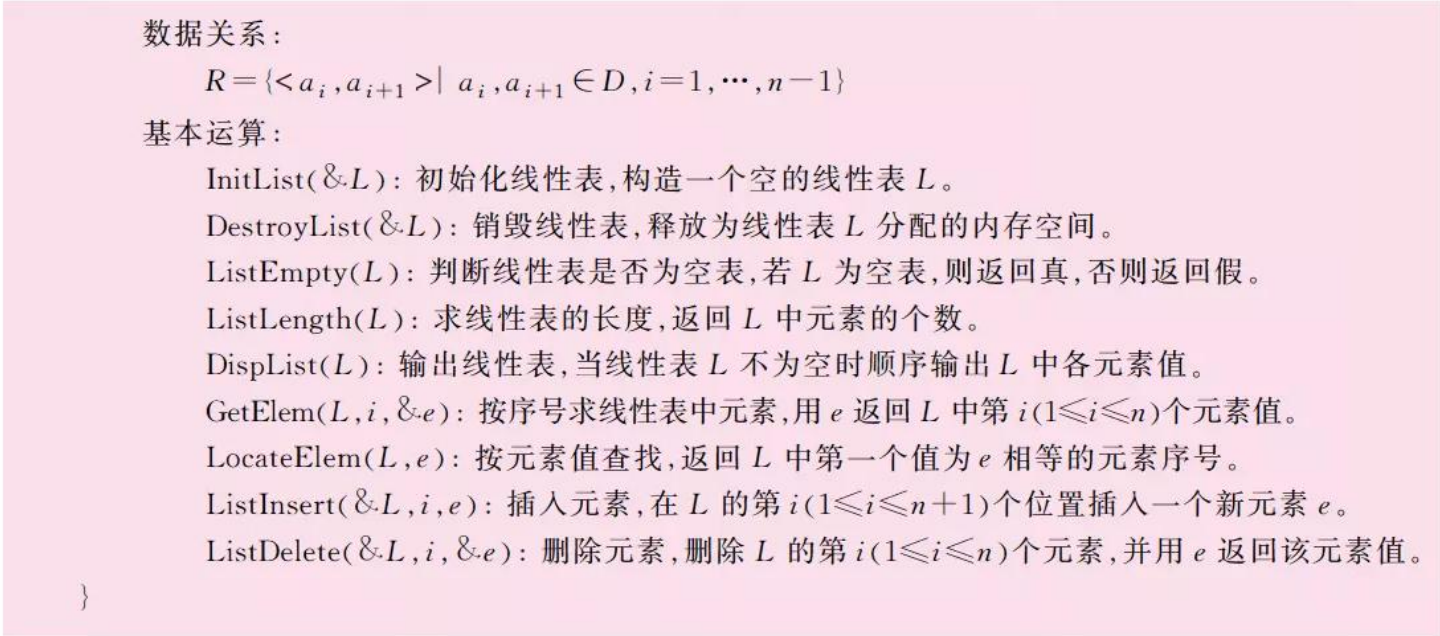 数据关系:
R={<a_i,a_{i+1}>| a_i,a_{i+1}∈D,i=1,…,n-1}
基本运算:
InitList(&L): 初始化线性表,构造一个空的线性表 L。
DestroyList(&L): 销毁线性表,释放为线性表 L 分配的内存空间。
ListEmpty(L): 判断线性表是否为空表,若 L 为空表,则返回真,否则返回假。
ListLength(L): 求线性表的长度,返回 L 中元素的个数。
DispList(L): 输出线性表,当线性表 L 不为空时顺序输出 L 中各元素值。
GetElem(L,i,&e): 按序号求线性表中元素,用 e 返回 L 中第 i(1≤i≤n)个元素值。
LocateElem(L,e): 按元素值查找,返回 L 中第一个值为 e 相等的元素序号。
ListInsert(&L,i,e): 插入元素,在 L 的第 i(1≤i≤n+1)个位置插入一个新元素 e。
ListDelete(&L,i,&e): 删除元素,删除 L 的第 i(1≤i≤n)个元素,并用 e 返回该元素值。
}